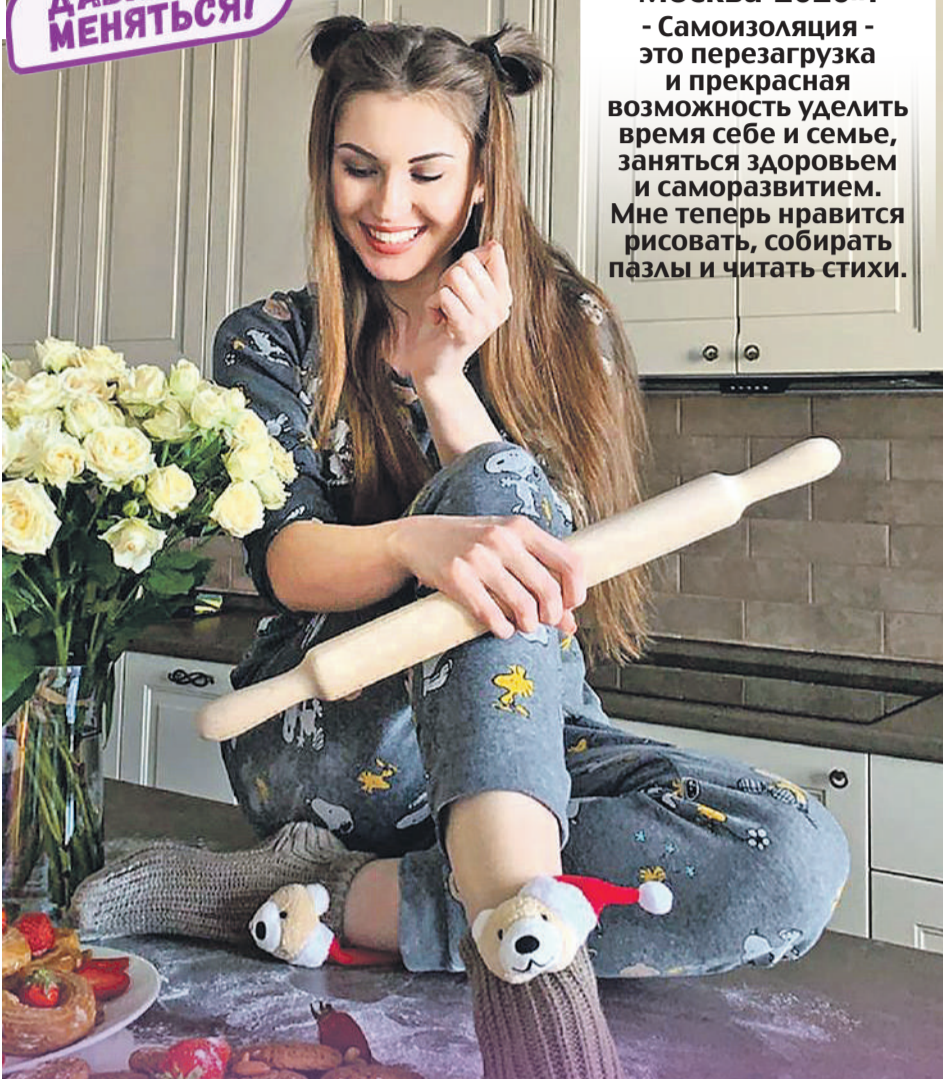 МЕНЯТЬСЯ!
- Самоизоляция -
это перезагрузка
и прекрасная
возможность уделить
время себе и семье,
заняться здоровьем
и саморазвитием.
Мне теперь нравится
рисовать, собирать
пазлы и читать стихи.